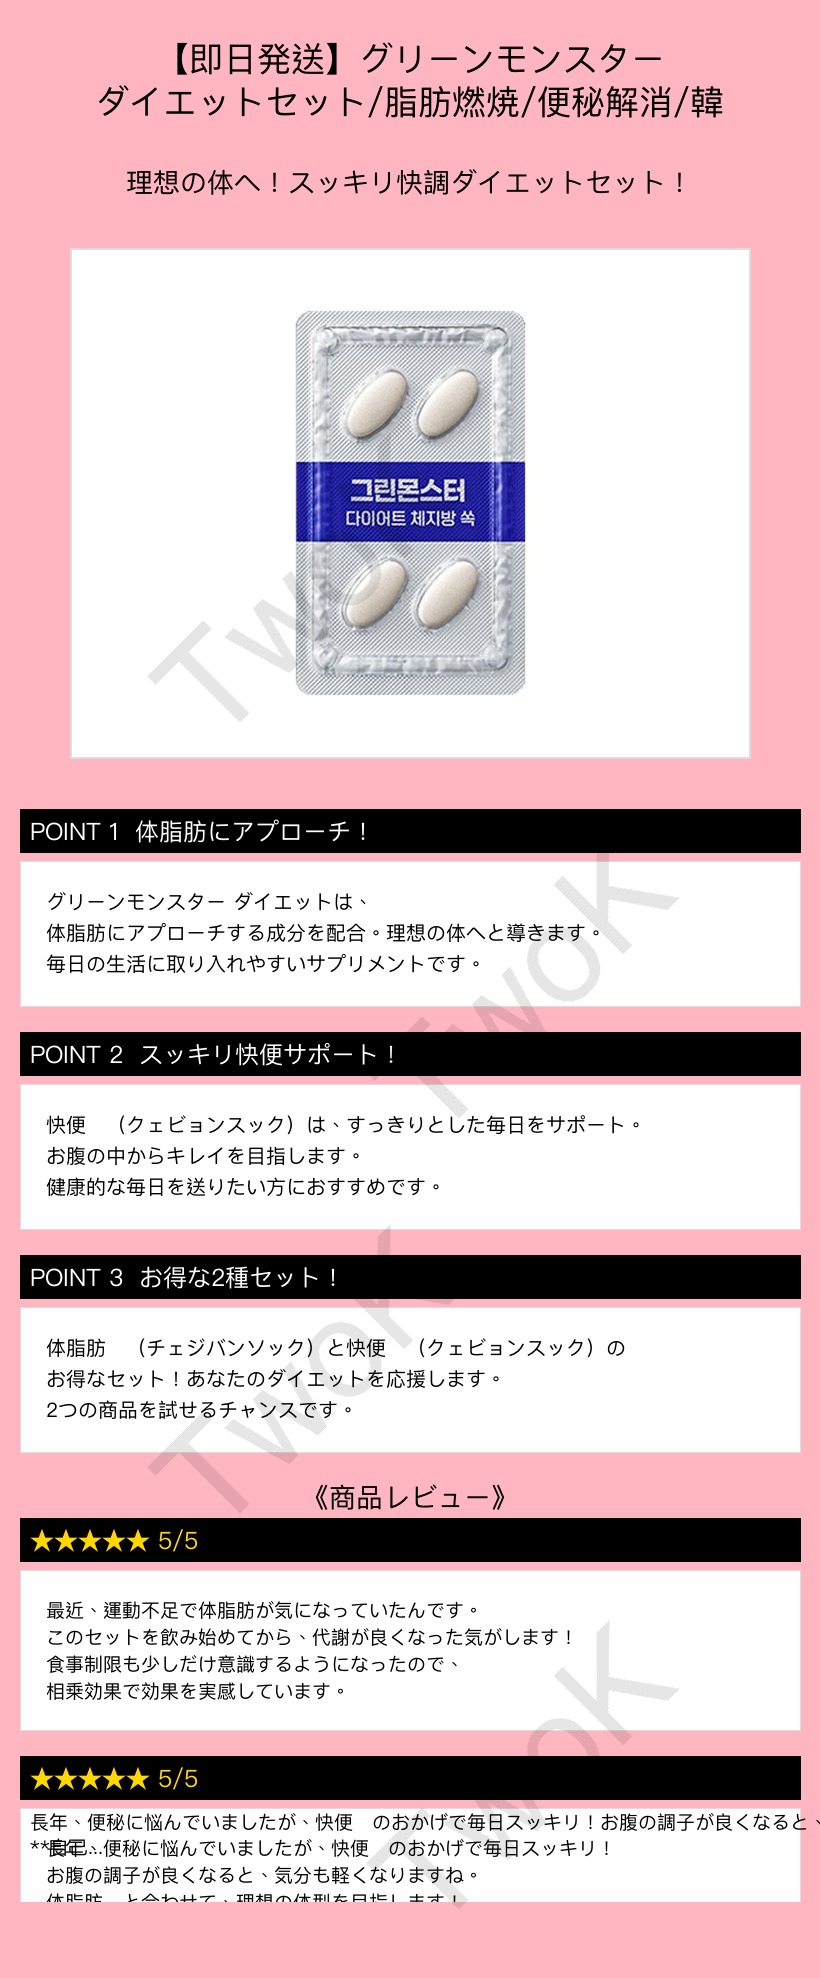 【即日発送】グリーンモンスター
ダイエットセット/脂肪燃焼/便秘解消/韓
理想の体へ！スッキリ快調ダイエットセット！
그린몬스터
다이어트 체지방 쏙
TwoK
POINT 1 体脂肪にアプローチ！
グリーンモンスター ダイエットは、
体脂肪にアプローチする成分を配合。理想の体へと導きます。
毎日の生活に取り入れやすいサプリメントです。
TwoK
POINT 2 スッキリ快便サポート！
快便　（クェビョンスック）は、すっきりとした毎日をサポート。
お腹の中からキレイを目指します。
健康的な毎日を送りたい方におすすめです。
POINT 3 お得な2種セット！
体脂肪　（チェジバンソック）と快便　（クェビョンスック）の
お得なセット！あなたのダイエットを応援します。
2つの商品を試せるチャンスです。
TwoK
《商品レビュー》
★★★★★ 5/5
最近、運動不足で体脂肪が気になっていたんです。
このセットを飲み始めてから、代謝が良くなった気がします！
食事制限も少しだけ意識するようになったので、
相乗効果で効果を実感しています。
TwoK
★★★★★ 5/5
長年、便秘に悩んでいましたが、快便　のおかげで毎日スッキリ！お腹の調子が良くなると、
長年、便秘に悩んでいましたが、快便　のおかげで毎日スッキリ！
お腹の調子が良くなると、気分も軽くなりますね。
体脂肪　と合わせて、理想の体型を目指します！